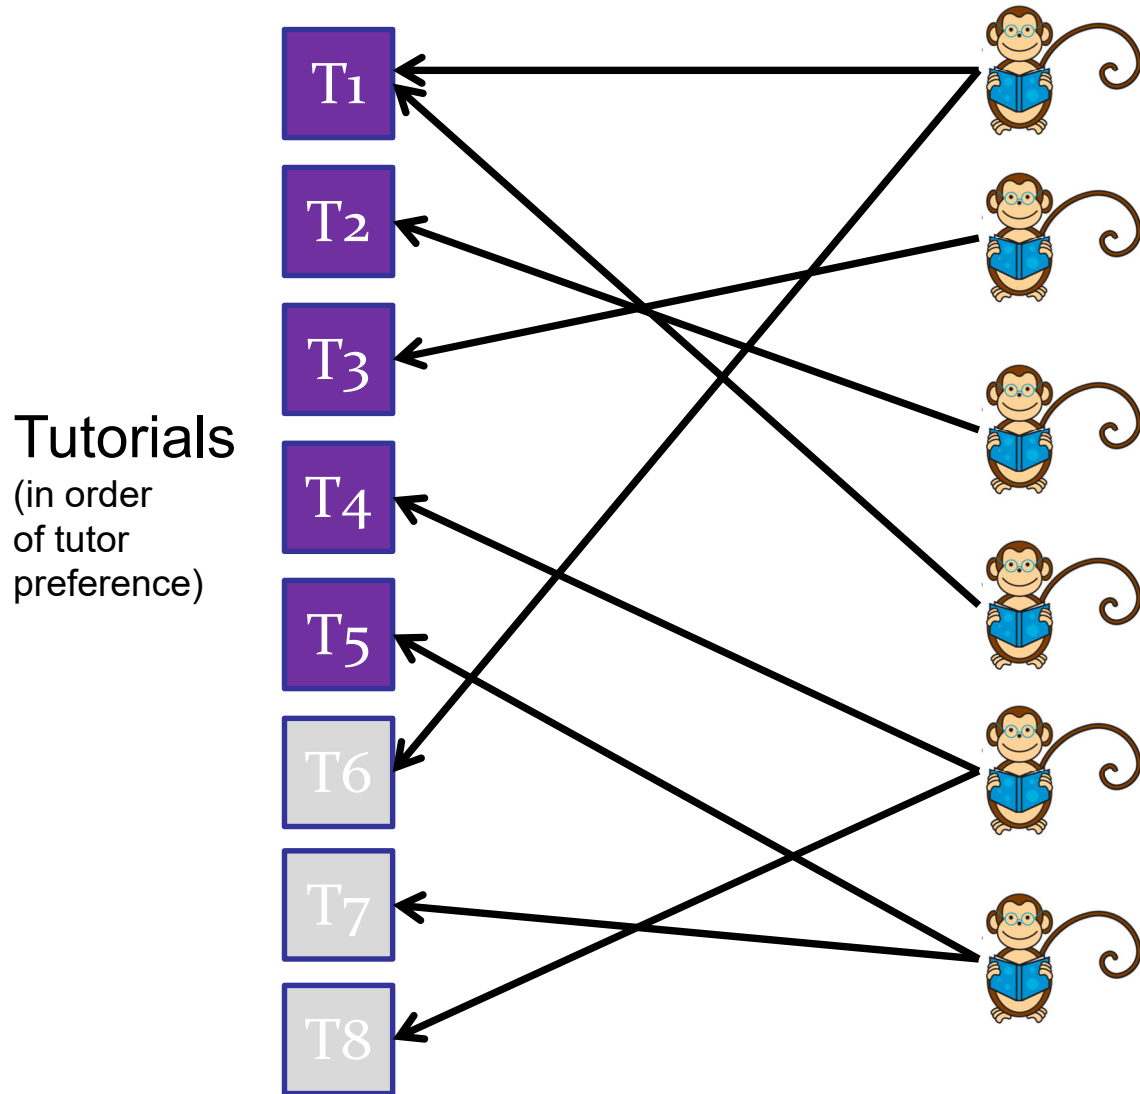 T1
T2
T3
Tutorials
(in order
of tutor
preference)
T4
T5
T6
T7
T8